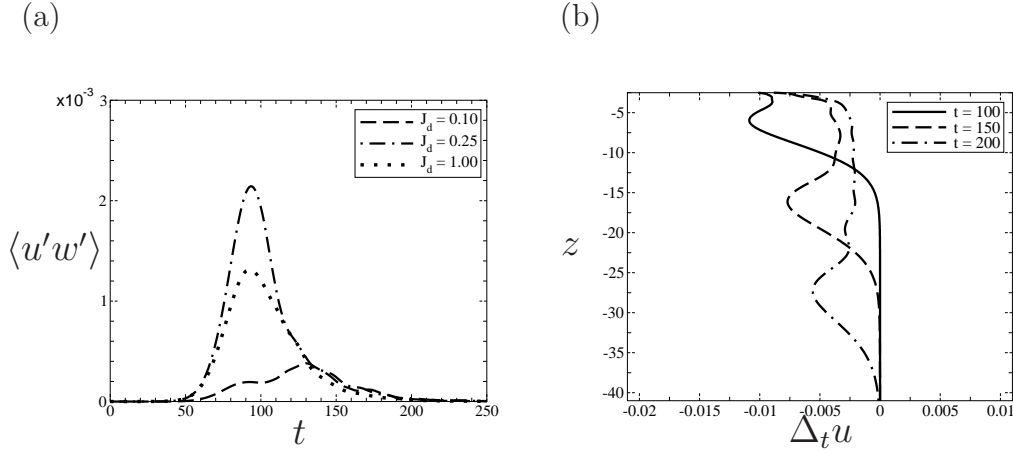 (a)
(b)
×10⁻³
3
2
1
0
⟨u′w′⟩
J_d = 0.10
J_d = 0.25
J_d = 1.00
0 50 100 150 200 250
t
-5
-10
-15
-20
-25
-30
-35
-40
z
t = 100
t = 150
t = 200
-0.02 -0.015 -0.01 -0.005 0 0.005 0.01
Δ_t u